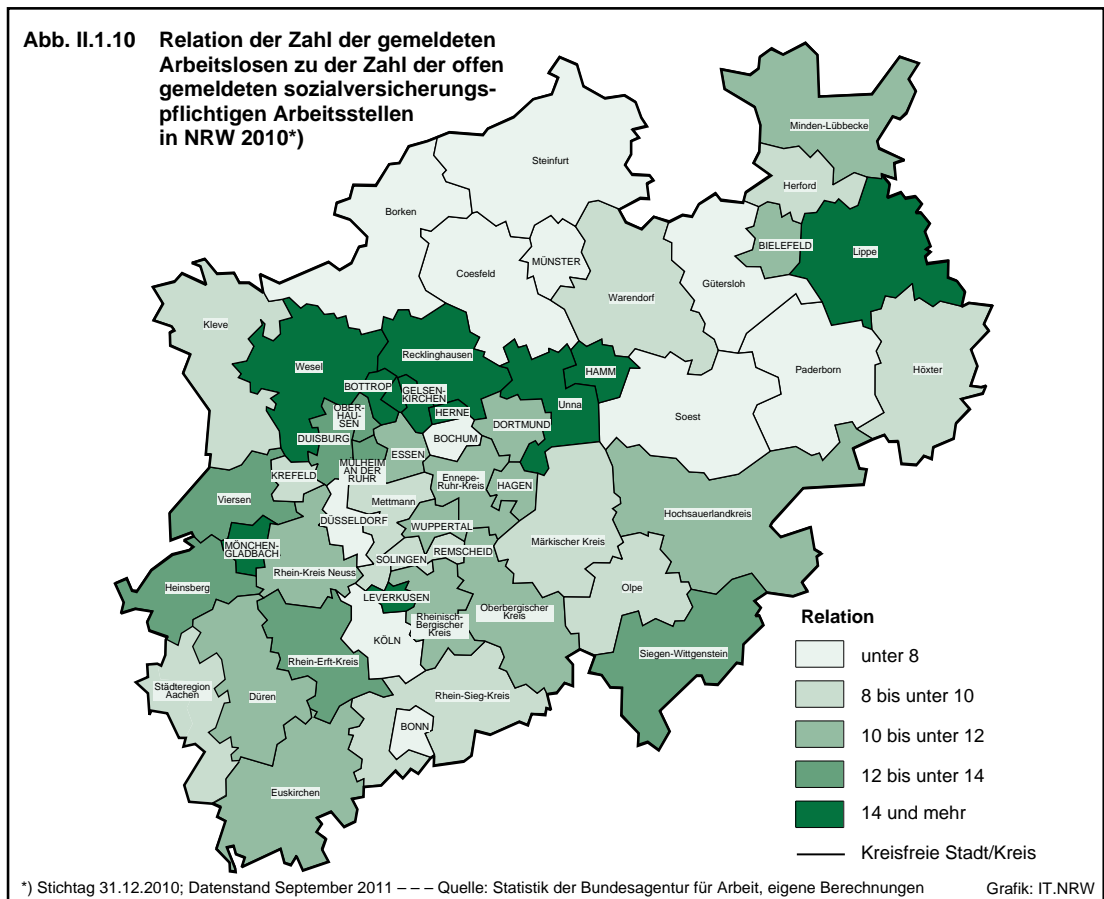 Abb. II.1.10 Relation der Zahl der gemeldeten
Arbeitslosen zu der Zahl der offen
gemeldeten sozialversicherungs-
pflichtigen Arbeitsstellen
in NRW 2010*)
Minden-Lübbecke
Steinfurt
Herford
Borken
BIELEFELD
Lippe
MÜNSTER
Coesfeld
Gütersloh
Warendorf
Kleve
Recklinghausen
Wesel
Paderborn
Höxter
HAMM
BOTTROP
GELSEN-
KIRCHEN
Unna
OBER-
HAU-
SEN
HERNE
Soest
DORTMUND
DUISBURG
BOCHUM
ESSEN
MÜLHEIM
AN DER
RUHR
KREFELD
Ennepe-
Ruhr-Kreis
HAGEN
Viersen
Mettmann
Hochsauerlandkreis
DÜSSELDORF
WUPPERTAL
Märkischer Kreis
MÖNCHEN-
GLADBACH
REMSCHEID
SOLINGEN
Rhein-Kreis Neuss
Heinsberg
Olpe
LEVERKUSEN
Oberbergischer
Kreis
Rheinisch-
Bergischer
Kreis
KÖLN
Siegen-Wittgenstein
Rhein-Erft-Kreis
Städteregion
Aachen
Düren
Rhein-Sieg-Kreis
BONN
Euskirchen
Relation
unter 8
8 bis unter 10
10 bis unter 12
12 bis unter 14
14 und mehr
Kreisfreie Stadt/Kreis
*) Stichtag 31.12.2010; Datenstand September 2011 – – – Quelle: Statistik der Bundesagentur für Arbeit, eigene Berechnungen Grafik: IT.NRW